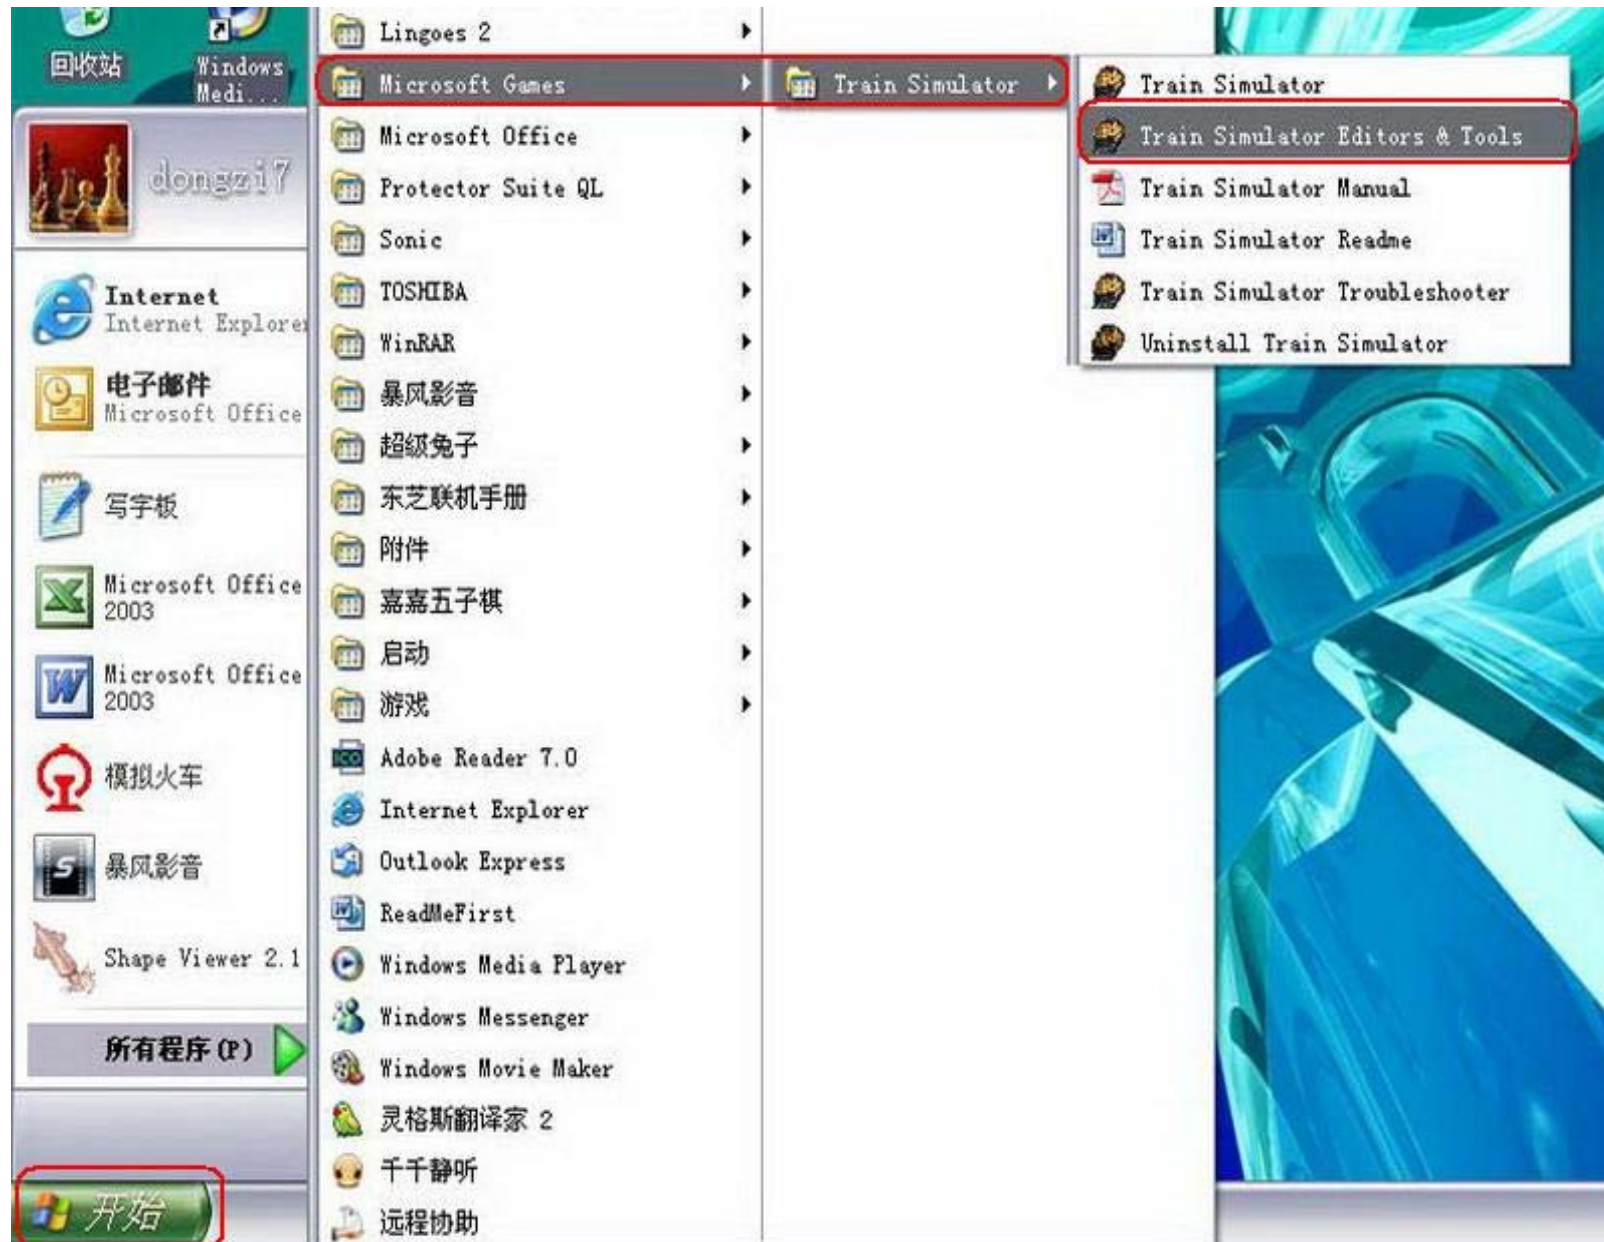 回收站
Windows
Medi...
dongzi7
Internet
Internet Explorer
电子邮件
Microsoft Office
写字板
Microsoft Office
2003
Microsoft Office
2003
模拟火车
暴风影音
Shape Viewer 2.1
所有程序(P)
开始
Lingoes 2
Microsoft Games
Microsoft Office
Protector Suite QL
Sonic
TOSHIBA
WinRAR
暴风影音
超级兔子
东芝联机手册
附件
嘉嘉五子棋
启动
游戏
Adobe Reader 7.0
Internet Explorer
Outlook Express
ReadMeFirst
Windows Media Player
Windows Messenger
Windows Movie Maker
灵格斯翻译家 2
千千静听
远程协助
Train Simulator
Train Simulator
Train Simulator Editors & Tools
Train Simulator Manual
Train Simulator Readme
Train Simulator Troubleshooter
Uninstall Train Simulator